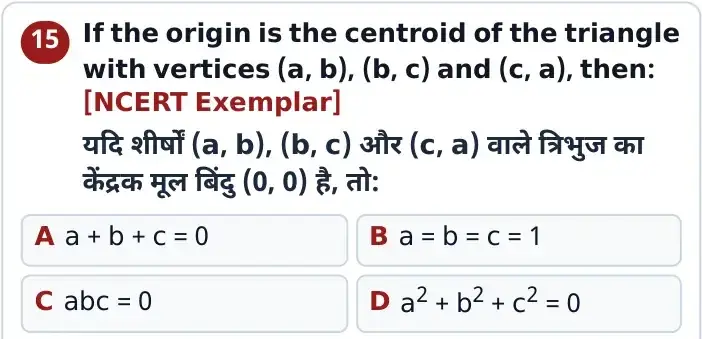 15 If the origin is the centroid of the triangle
with vertices (a, b), (b, c) and (c, a), then:
[NCERT Exemplar]
यदि शीर्षों (a, b), (b, c) और (c, a) वाले त्रिभुज का
केंद्रक मूल बिंदु (0, 0) है, तो:
A a + b + c = 0
B a = b = c = 1
C abc = 0
D a² + b² + c² = 0